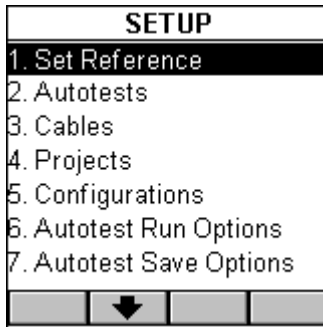 SETUP
1. Set Reference
2. Autotests
3. Cables
4. Projects
5. Configurations
6. Autotest Run Options
7. Autotest Save Options